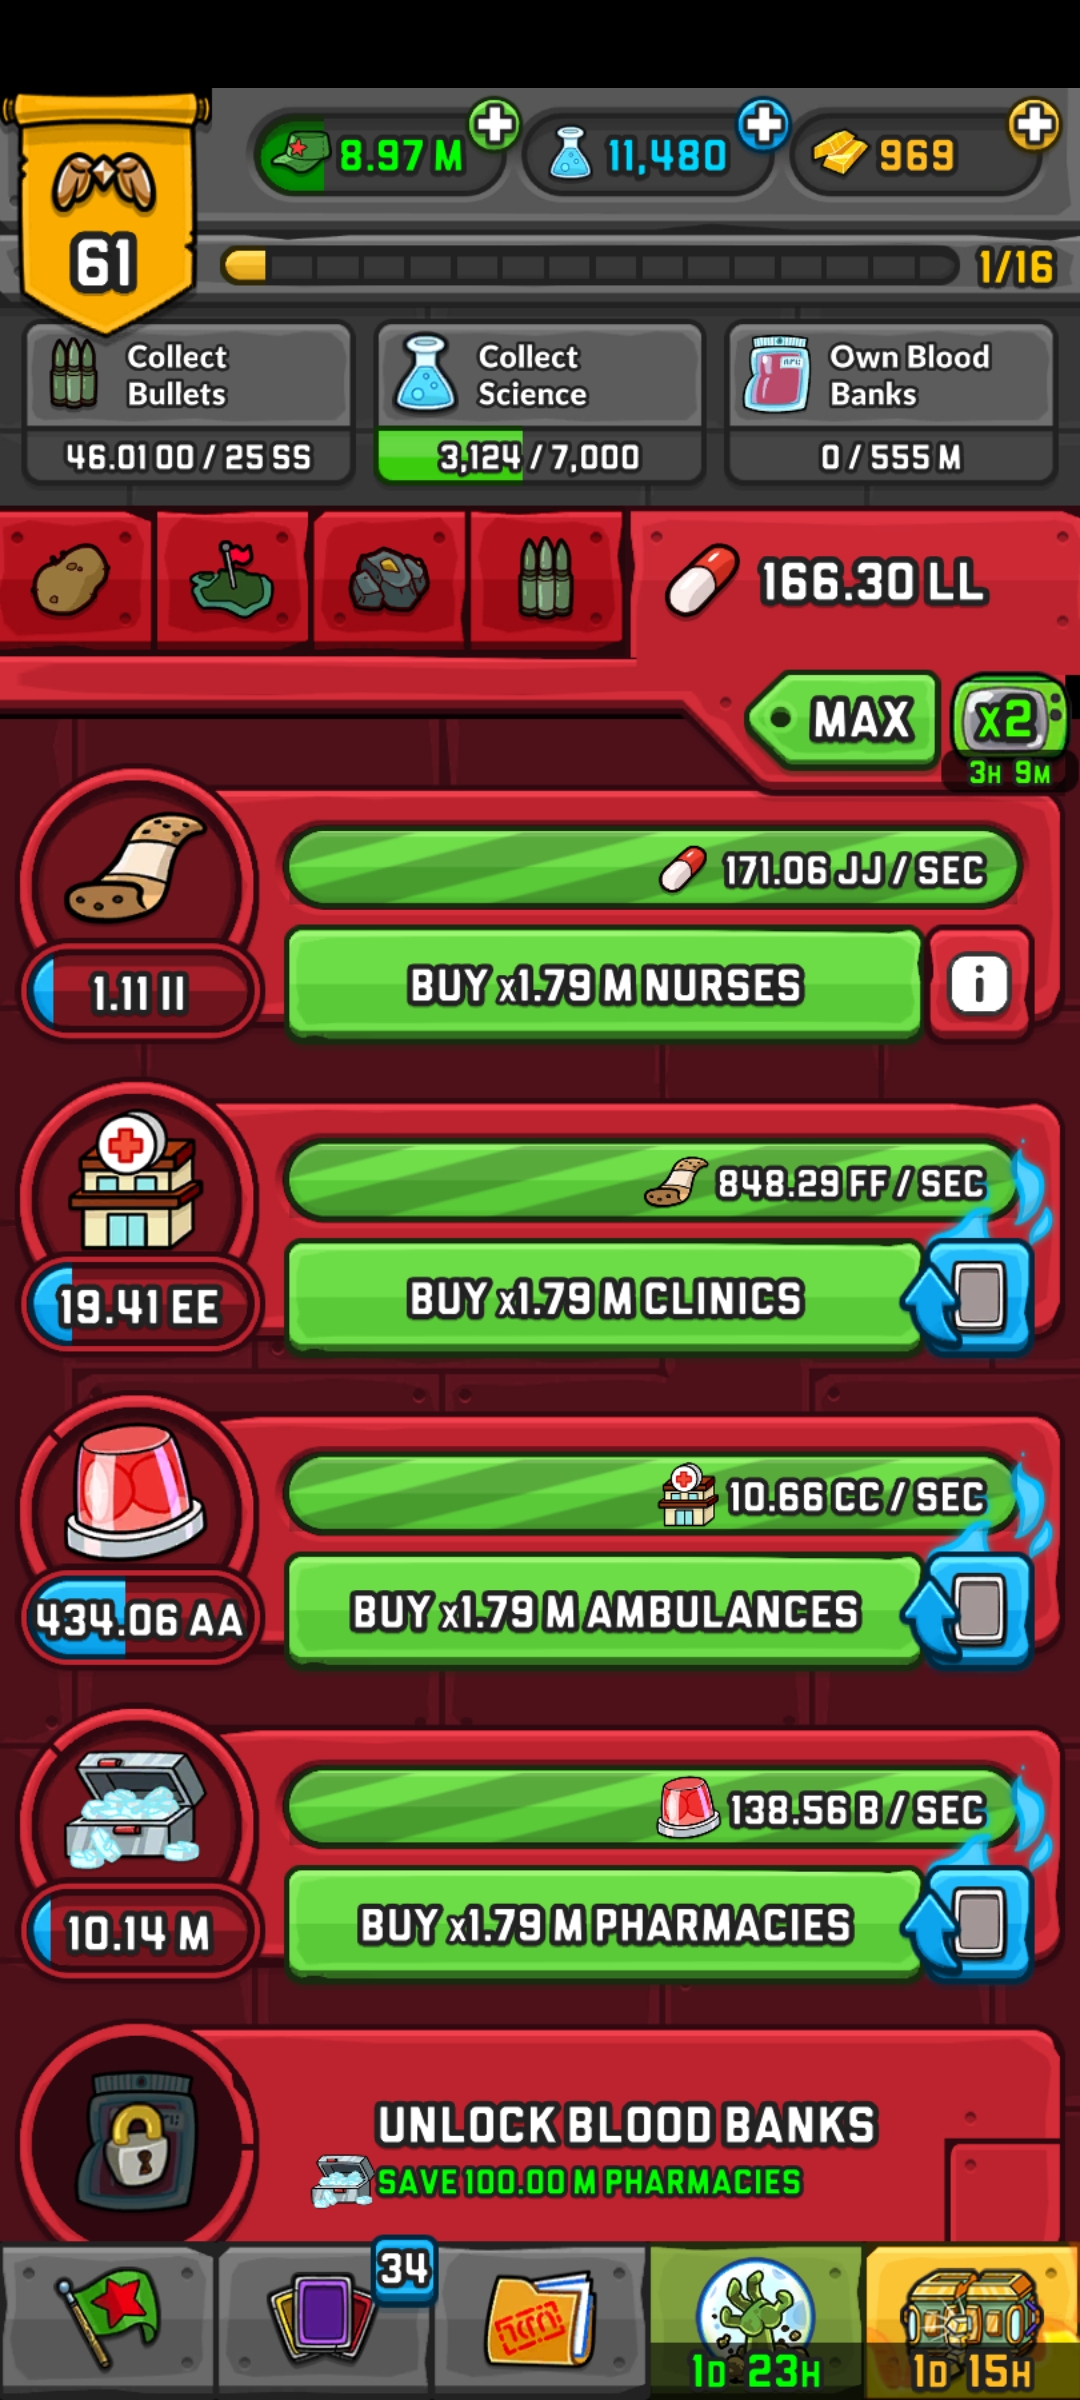 61
8.97 M
11,480
969
1/16
Collect
Bullets
46.01 OO / 25 SS
Collect
Science
3,124 / 7,000
Own Blood
Banks
0 / 555 M
166.30 LL
MAX
x2
3H 9M
171.06 JJ / SEC
1.11 II
BUY x1.79 M NURSES
i
848.29 FF / SEC
19.41 EE
BUY x1.79 M CLINICS
10.66 CC / SEC
434.06 AA
BUY x1.79 M AMBULANCES
138.56 B / SEC
10.14 M
BUY x1.79 M PHARMACIES
UNLOCK BLOOD BANKS
SAVE 100.00 M PHARMACIES
34
1D 23H
1D 15H